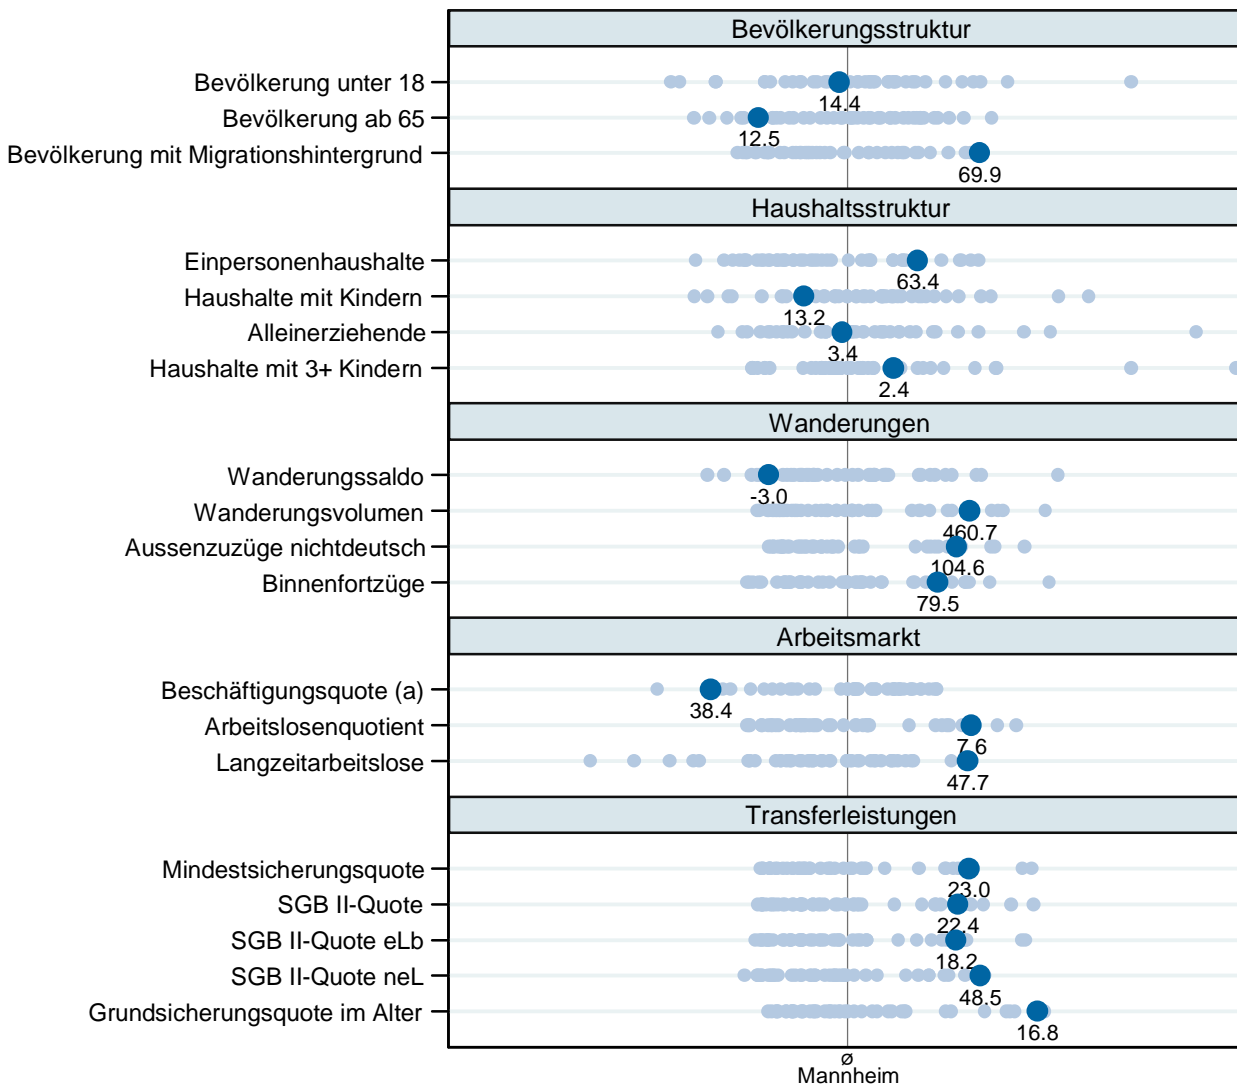 Bevölkerungsstruktur
Bevölkerung unter 18
14.4
Bevölkerung ab 65
12.5
Bevölkerung mit Migrationshintergrund
69.9
Haushaltsstruktur
Einpersonenhaushalte
63.4
Haushalte mit Kindern
13.2
Alleinerziehende
3.4
Haushalte mit 3+ Kindern
2.4
Wanderungen
Wanderungssaldo
-3.0
Wanderungsvolumen
460.7
Aussenzuzüge nichtdeutsch
104.6
Binnenfortzüge
79.5
Arbeitsmarkt
Beschäftigungsquote (a)
38.4
Arbeitslosenquotient
7.6
Langzeitarbeitslose
47.7
Transferleistungen
Mindestsicherungsquote
23.0
SGB II-Quote
22.4
SGB II-Quote eLb
18.2
SGB II-Quote neL
48.5
Grundsicherungsquote im Alter
16.8
ø
Mannheim